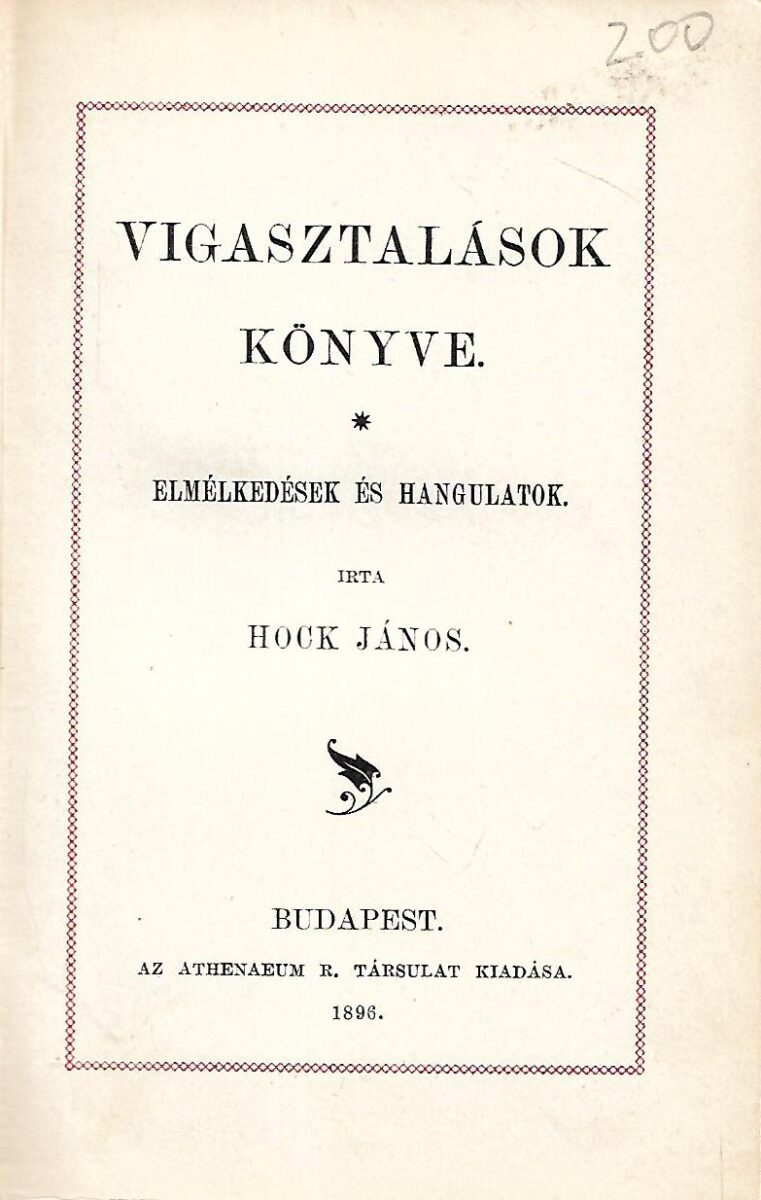 200
VIGASZTALÁSOK
KÖNYVE.
ELMÉLKEDÉSEK ÉS HANGULATOK.
IRTA
HOCK JÁNOS.
BUDAPEST.
AZ ATHENAEUM R. TÁRSULAT KIADÁSA.
1896.